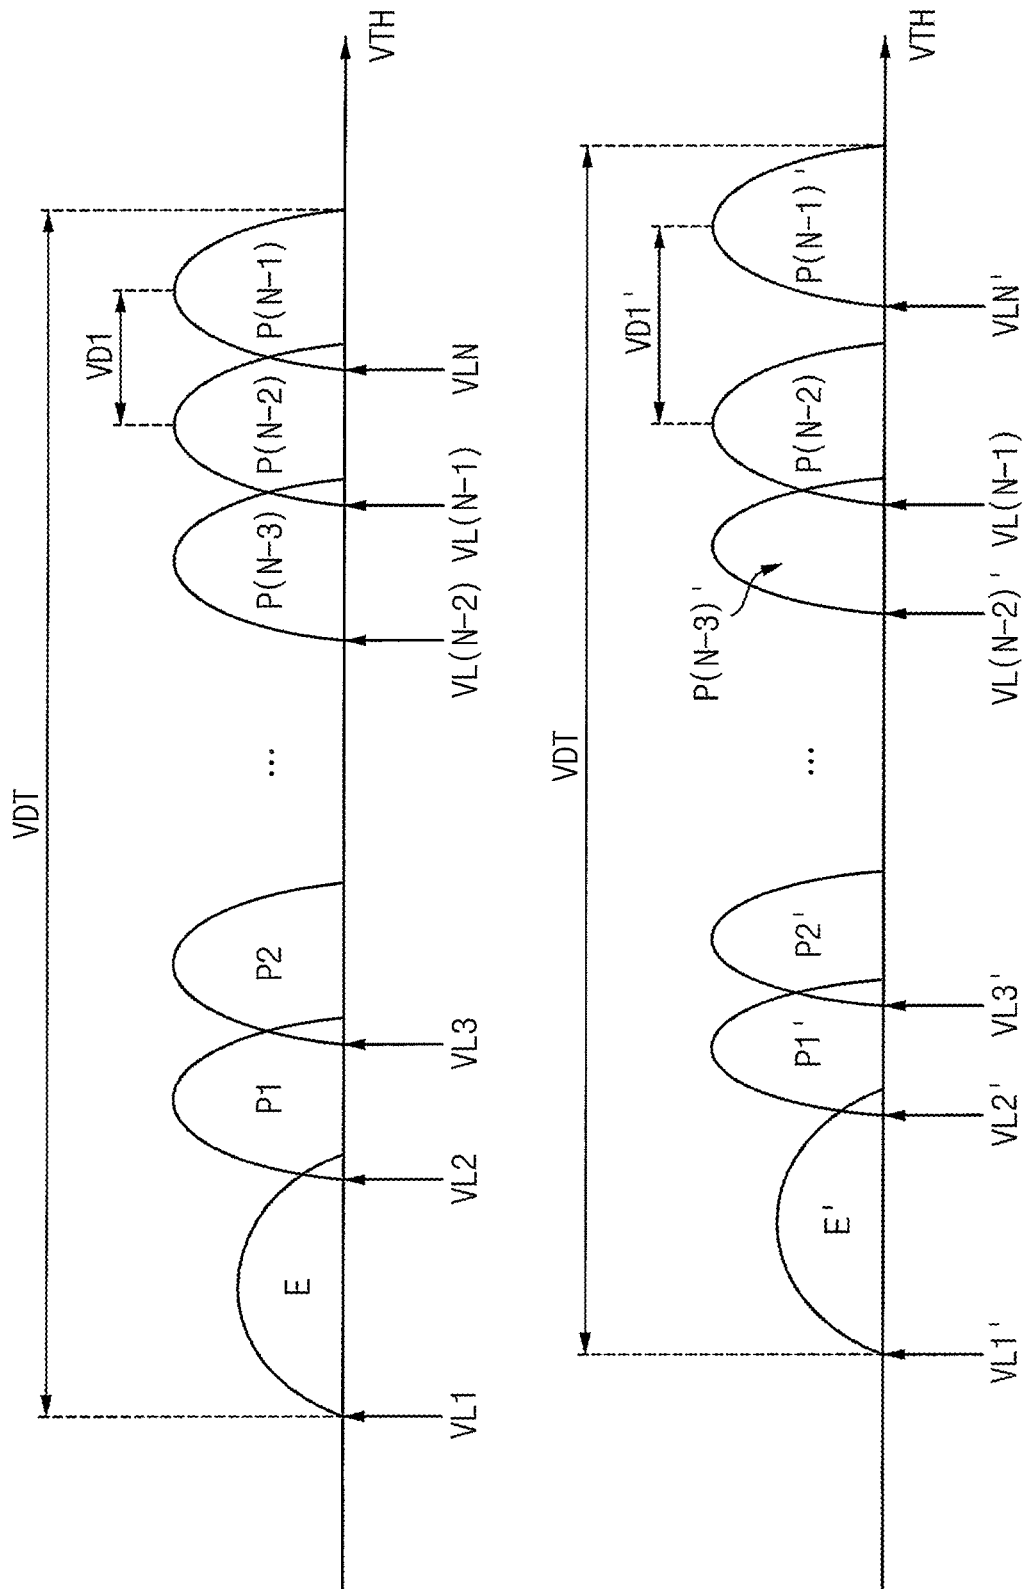 VDT
VD1
E
P1
P2
...
P(N-3)
P(N-2)
P(N-1)
VTH
VL1
VL2
VL3
VL(N-2)
VL(N-1)
VLN
VDT
VD1'
E'
P1'
P2'
...
P(N-3)'
P(N-2)
P(N-1)'
VTH
VL1'
VL2'
VL3'
VL(N-2)'
VL(N-1)
VLN'